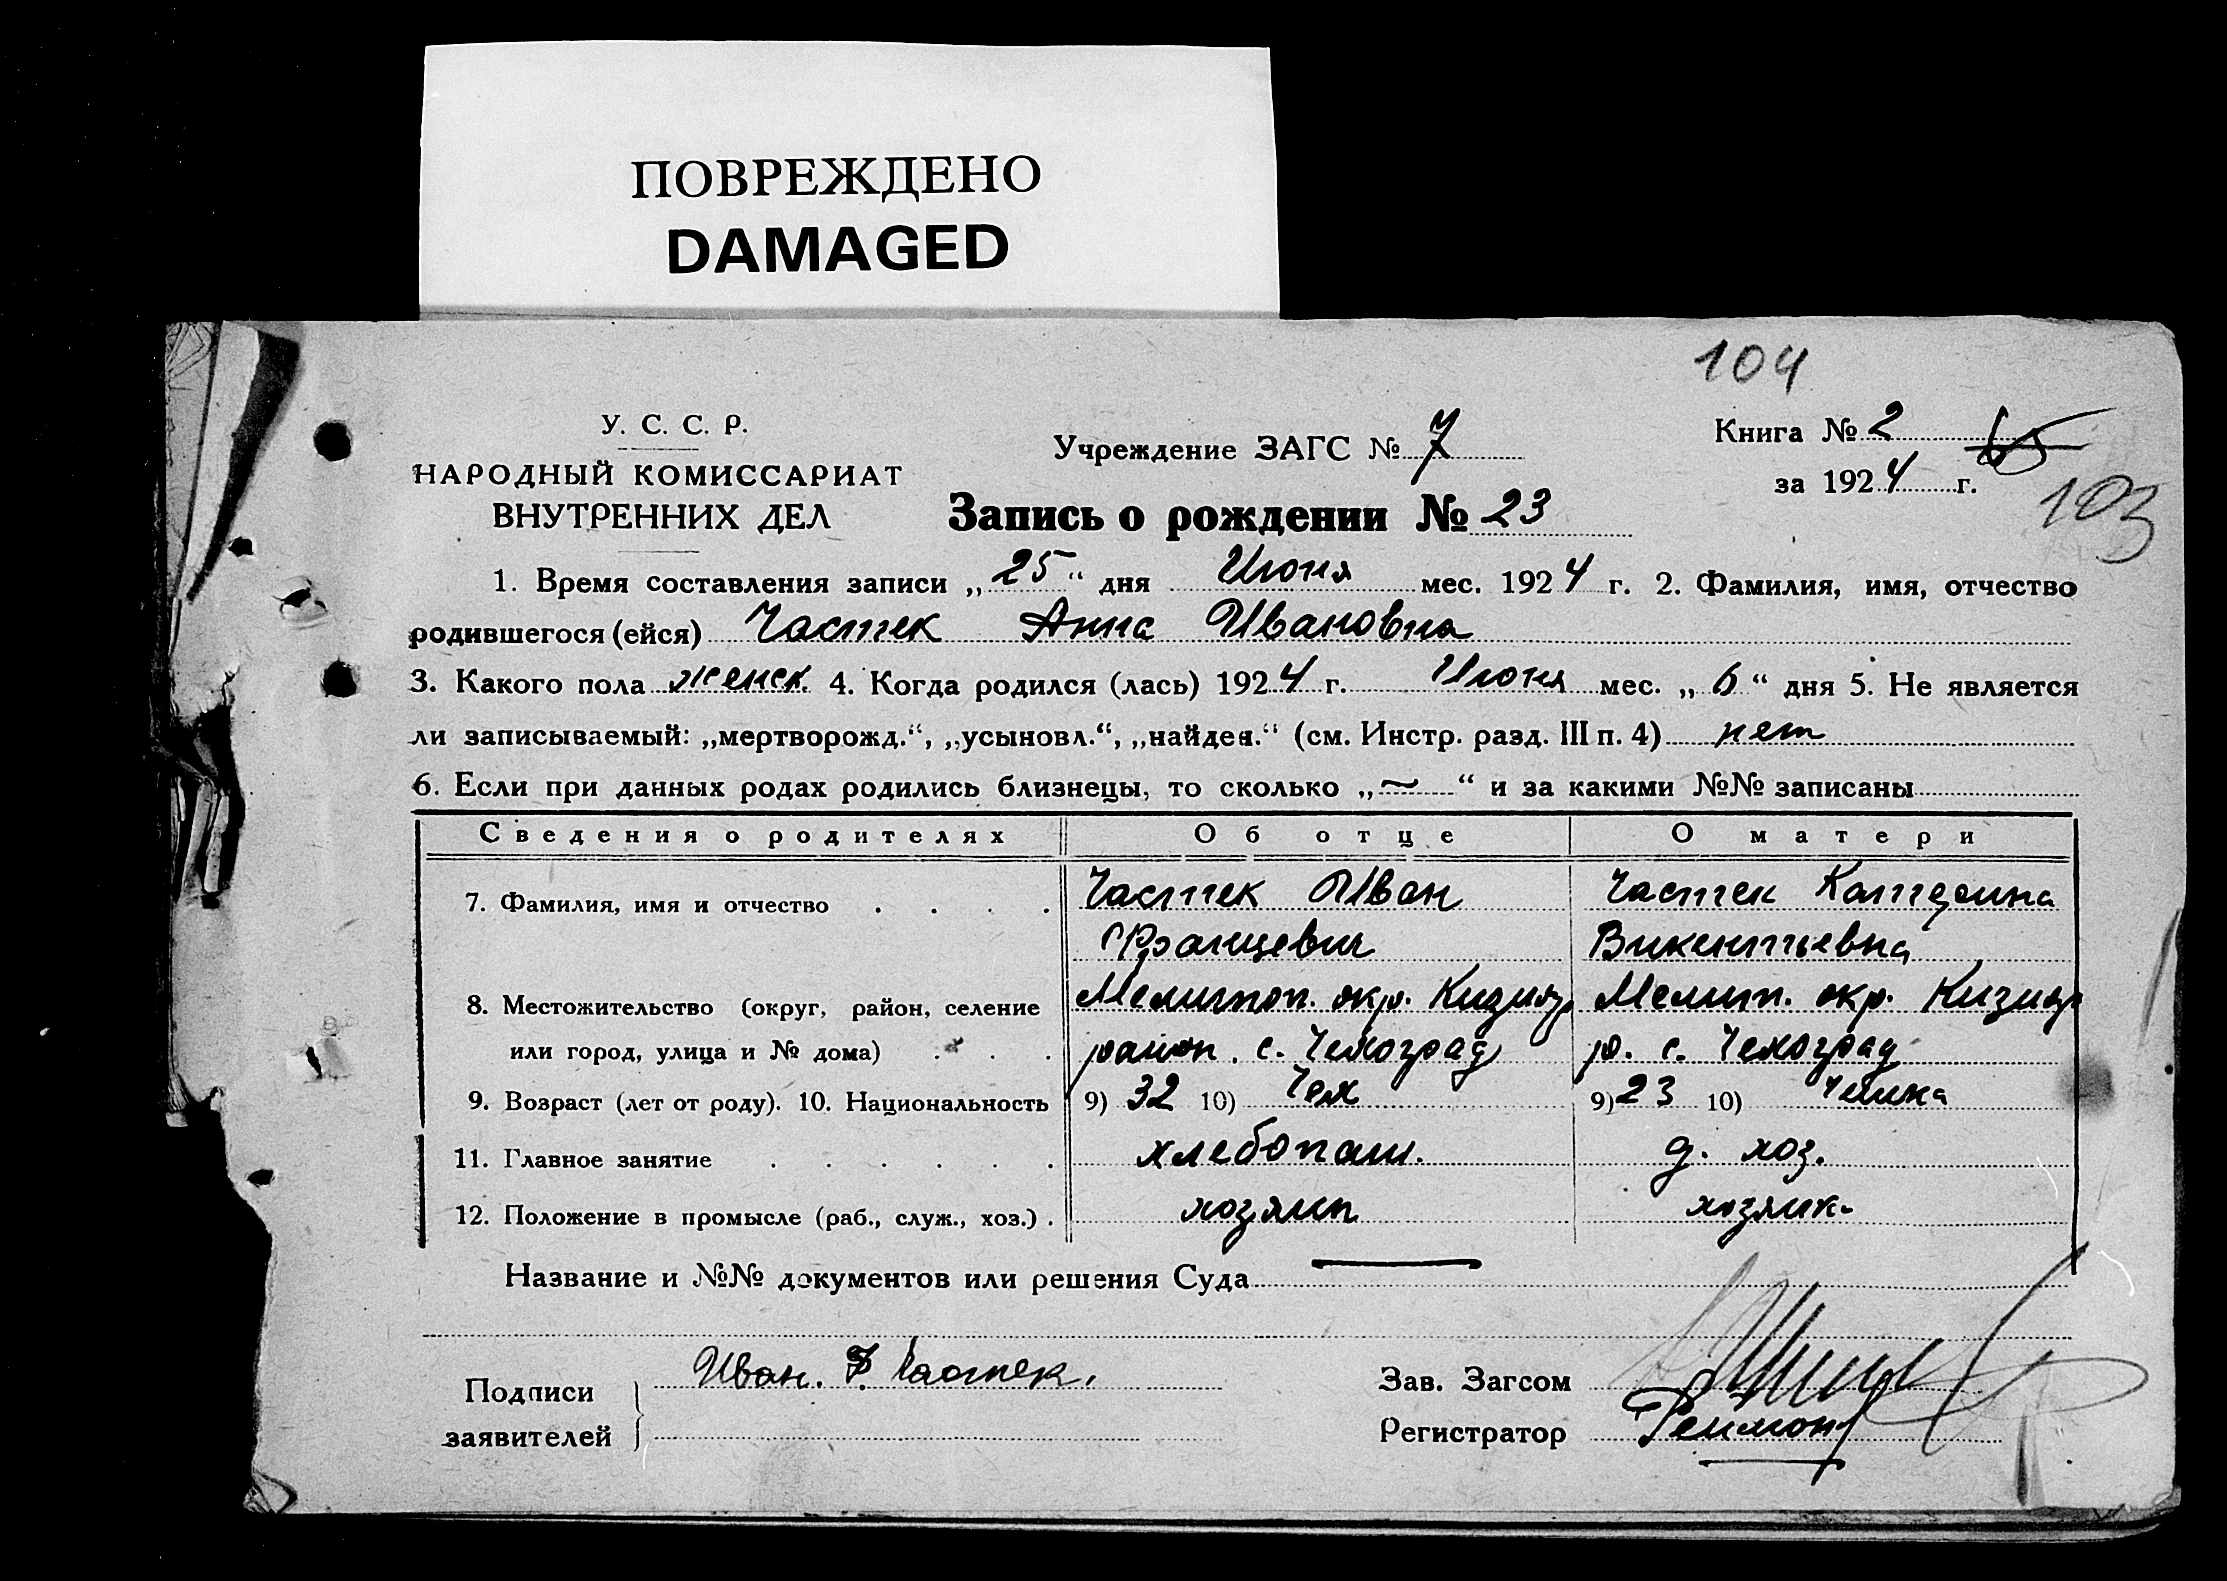 ПОВРЕЖДЕНО
DAMAGED
104
У. С. С. Р.
НАРОДНЫЙ КОМИССАРИАТ
ВНУТРЕННИХ ДЕЛ
Учреждение ЗАГС № 7
Книга № 2
за 1924 г.
103
Запись о рождении № 23
1. Время составления записи „25“ дня Июня мес. 1924 г. 2. Фамилия, имя, отчество
родившегося (ейся) Частек Анна Ивановна
3. Какого пола женск. 4. Когда родился (лась) 1924 г. Июня мес. „6“ дня 5. Не является
ли записываемый: „мертворожд.“, „усыновл.“, „найден.“ (см. Инстр. разд. III п. 4) нет
6. Если при данных родах родились близнецы, то сколько „~“ и за какими №№ записаны
Сведения о родителях Об отце О матери
7. Фамилия, имя и отчество . . . . Частек Иван Частек Катерина
Францевич Викентьевна
8. Местожительство (округ, район, селение Мелитоп. окр. Кизияр Мелит. окр. Кизияр
или город, улица и № дома) . . . район. с. Чехоград р. с. Чехоград
9. Возраст (лет от роду). 10. Национальность 9) 32 10) Чех 9) 23 10) Чешка
11. Главное занятие . . . . . . хлебопаш. д. хоз.
12. Положение в промысле (раб., служ., хоз.) . хозяин хозяйк.
Название и №№ документов или решения Суда
Подписи Иван. Ф. Частек. Зав. Загсом
заявителей Регистратор